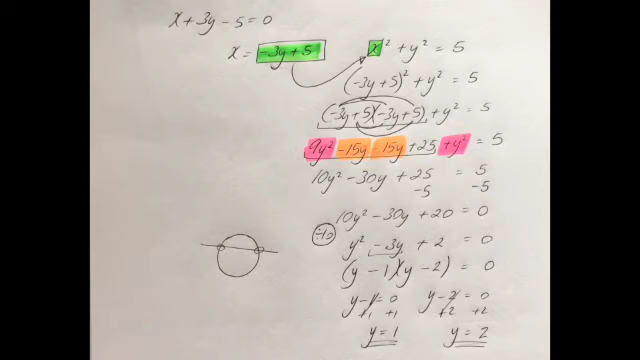 x + 3y - 5 = 0
x = -3y + 5
x² + y² = 5
(-3y + 5)² + y² = 5
(-3y + 5)(-3y + 5) + y² = 5
9y² - 15y - 15y + 25 + y² = 5
10y² - 30y + 25 = 5
-5 -5
10y² - 30y + 20 = 0
÷10
y² - 3y + 2 = 0
(y - 1)(y - 2) = 0
y - 1 = 0 y - 2 = 0
+1 +1 +2 +2
y = 1 y = 2